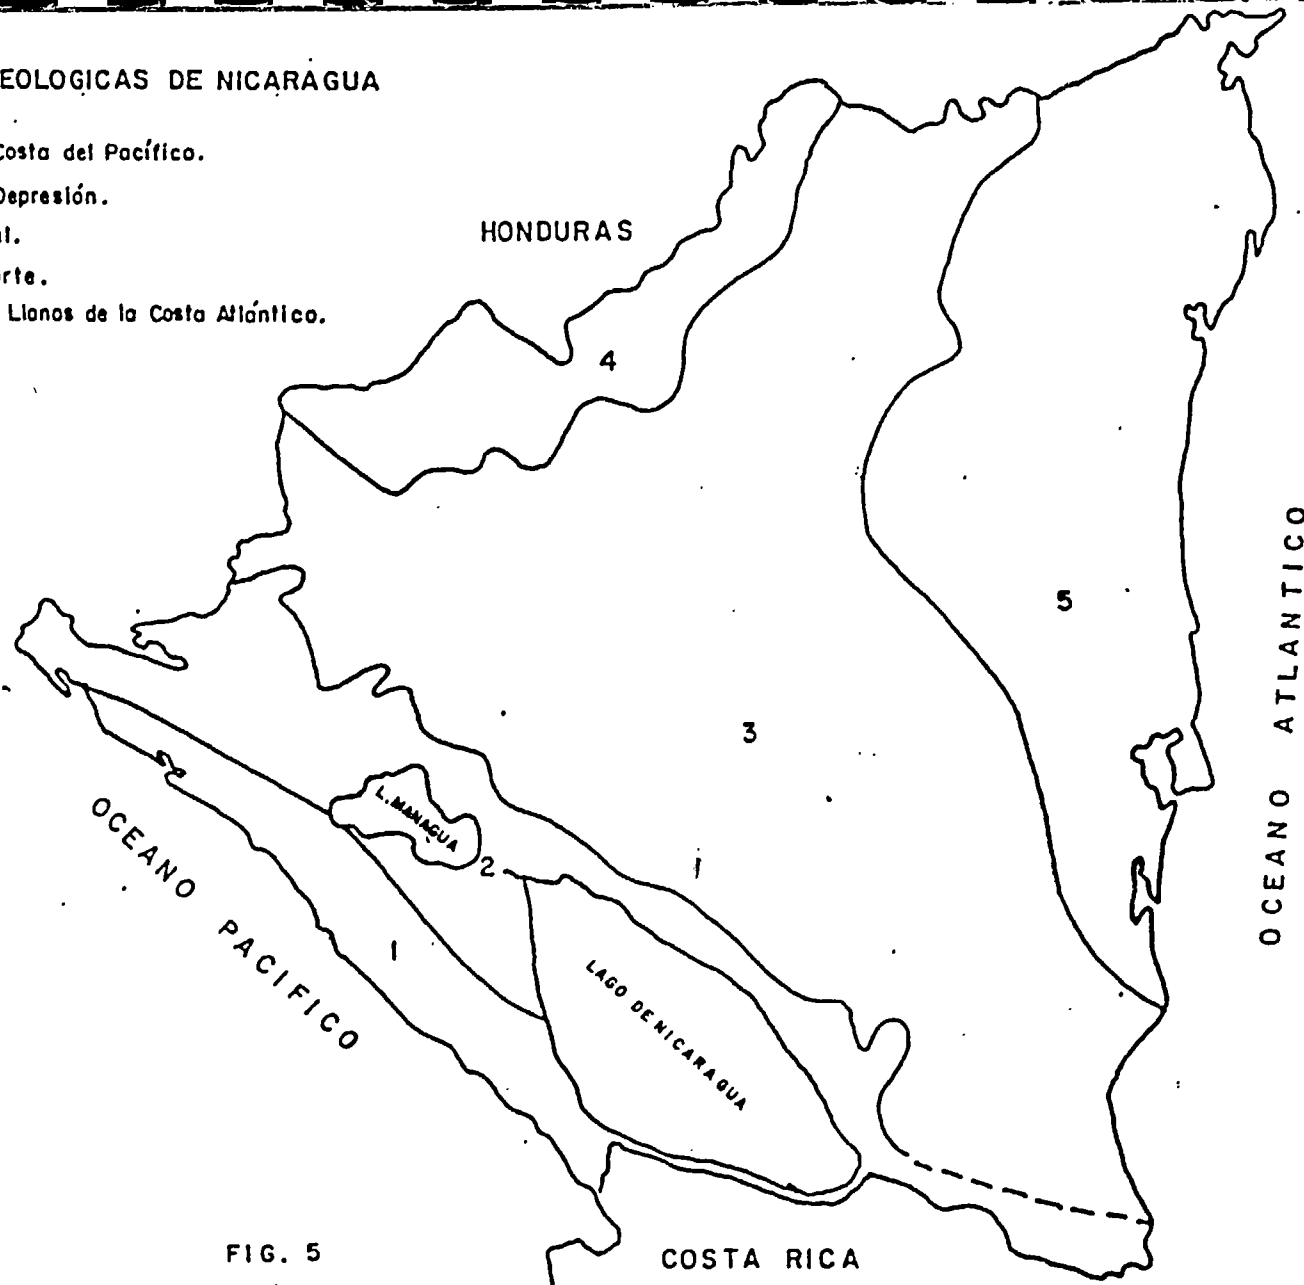 EOLOGICAS DE NICARAGUA
Costa del Pacífico.
Depresión.
al.
orte.
Llanos de la Costa Atlántico.
HONDURAS
4
5
3
OCEANO ATLANTICO
L. MANAGUA
2
1
1
OCEANO PACIFICO
LAGO DE NICARAGUA
FIG. 5
COSTA RICA